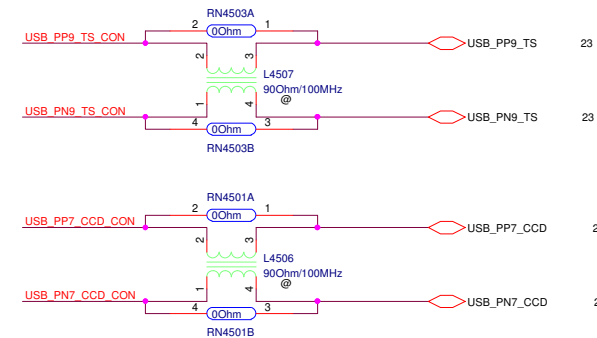 RN4503A
2 0Ohm 1
USB_PP9_TS_CON
USB_PP9_TS 23
2 3
L4507
90Ohm/100MHz
@
1 4
USB_PN9_TS_CON
USB_PN9_TS 23
4 0Ohm 3
RN4503B
RN4501A
2 0Ohm 1
USB_PP7_CCD_CON
USB_PP7_CCD 2
2 3
L4506
90Ohm/100MHz
@
1 4
USB_PN7_CCD_CON
USB_PN7_CCD 2
4 0Ohm 3
RN4501B